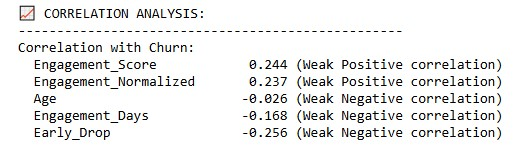 📈 CORRELATION ANALYSIS:
--------------------------------------------------
Correlation with Churn:
  Engagement_Score          0.244 (Weak Positive correlation)
  Engagement_Normalized     0.237 (Weak Positive correlation)
  Age                      -0.026 (Weak Negative correlation)
  Engagement_Days          -0.168 (Weak Negative correlation)
  Early_Drop               -0.256 (Weak Negative correlation)